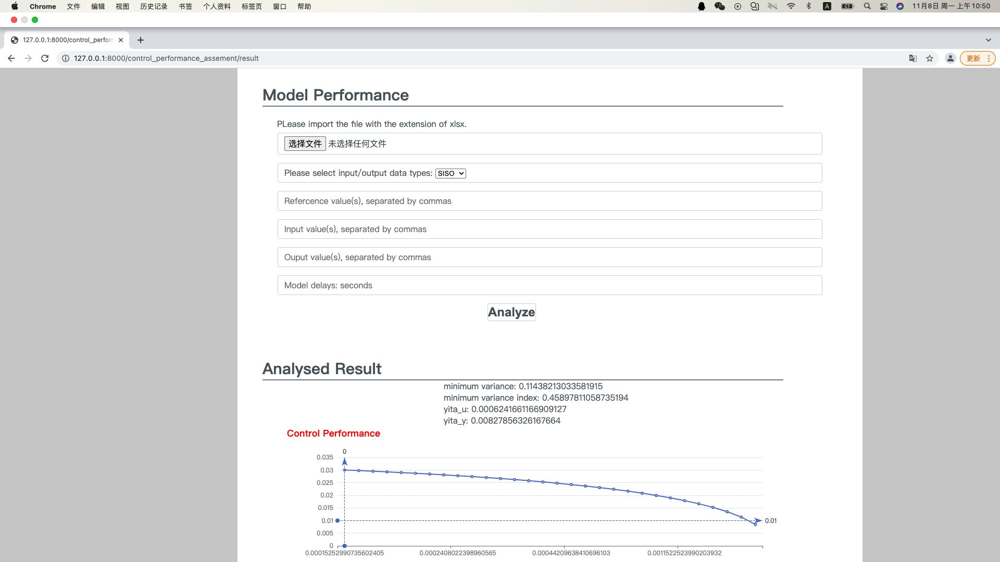 Chrome 文件 编辑 视图 历史记录 书签 个人资料 标签页 窗口 帮助 A 11月8日 周一 上午10:50
127.0.0.1:8000/control_perforn
127.0.0.1:8000/control_performance_assement/result 更新
Model Performance
PLease import the file with the extension of xlsx.
选择文件 未选择任何文件
Please select input/output data types: SISO
Refercence value(s), separated by commas
Input value(s), separated by commas
Ouput value(s), separated by commas
Model delays: seconds
Analyze
Analysed Result
minimum variance: 0.11438213033581915
minimum variance index: 0.45897811058735194
yita_u: 0.0006241661166909127
yita_y: 0.00827856326167664
Control Performance
0
0.035
0.03
0.025
0.02
0.015
0.01 0.01
0.005
0
0.00015252990735602405 0.0002408022398960565 0.00044209638410696103 0.0011522523990203932